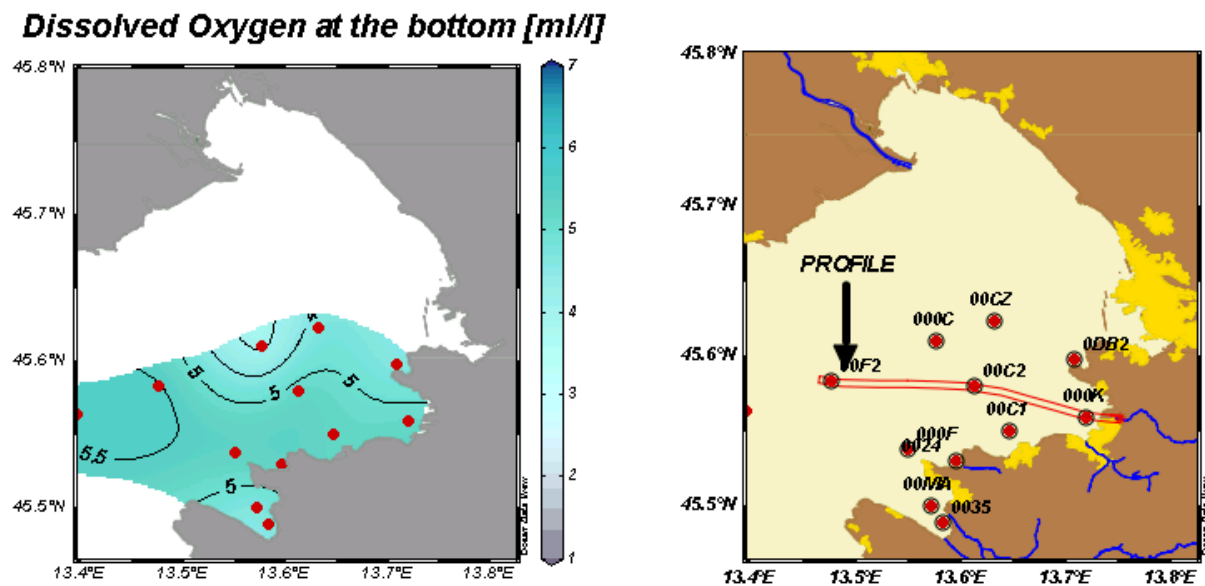 Dissolved Oxygen at the bottom [ml/l]
45.8°N
45.7°N
45.6°N
45.5°N
13.4°E 13.5°E 13.6°E 13.7°E 13.8°E
5
5
5
5.5
5
7
6
5
4
3
2
1
Ocean Data View
45.8°N
45.7°N
45.6°N
45.5°N
13.4°E 13.5°E 13.6°E 13.7°E 13.8°E
PROFILE
00CZ
000C
0DB2
00F2
00C2
000K
00C1
000F
0024
00MA
0035
Ocean Data View